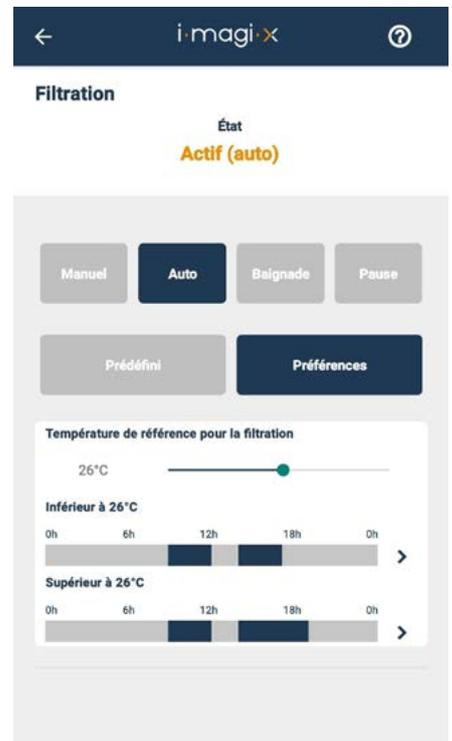 i·magi·x
Filtration
État
Actif (auto)
Manuel Auto Baignade Pause
Prédéfini Préférences
Température de référence pour la filtration
26°C
Inférieur à 26°C
0h 6h 12h 18h 0h
Supérieur à 26°C
0h 6h 12h 18h 0h